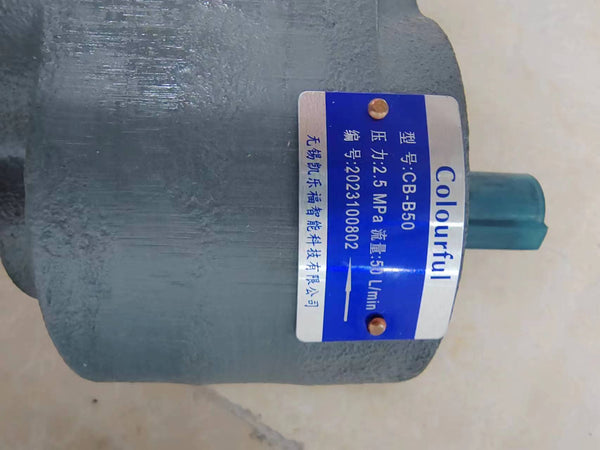 Colourful
型 号:CB-B50
压 力:2.5 MPa 流量:50 L/min
编 号:2023100802
无锡凯乐福智能科技有限公司